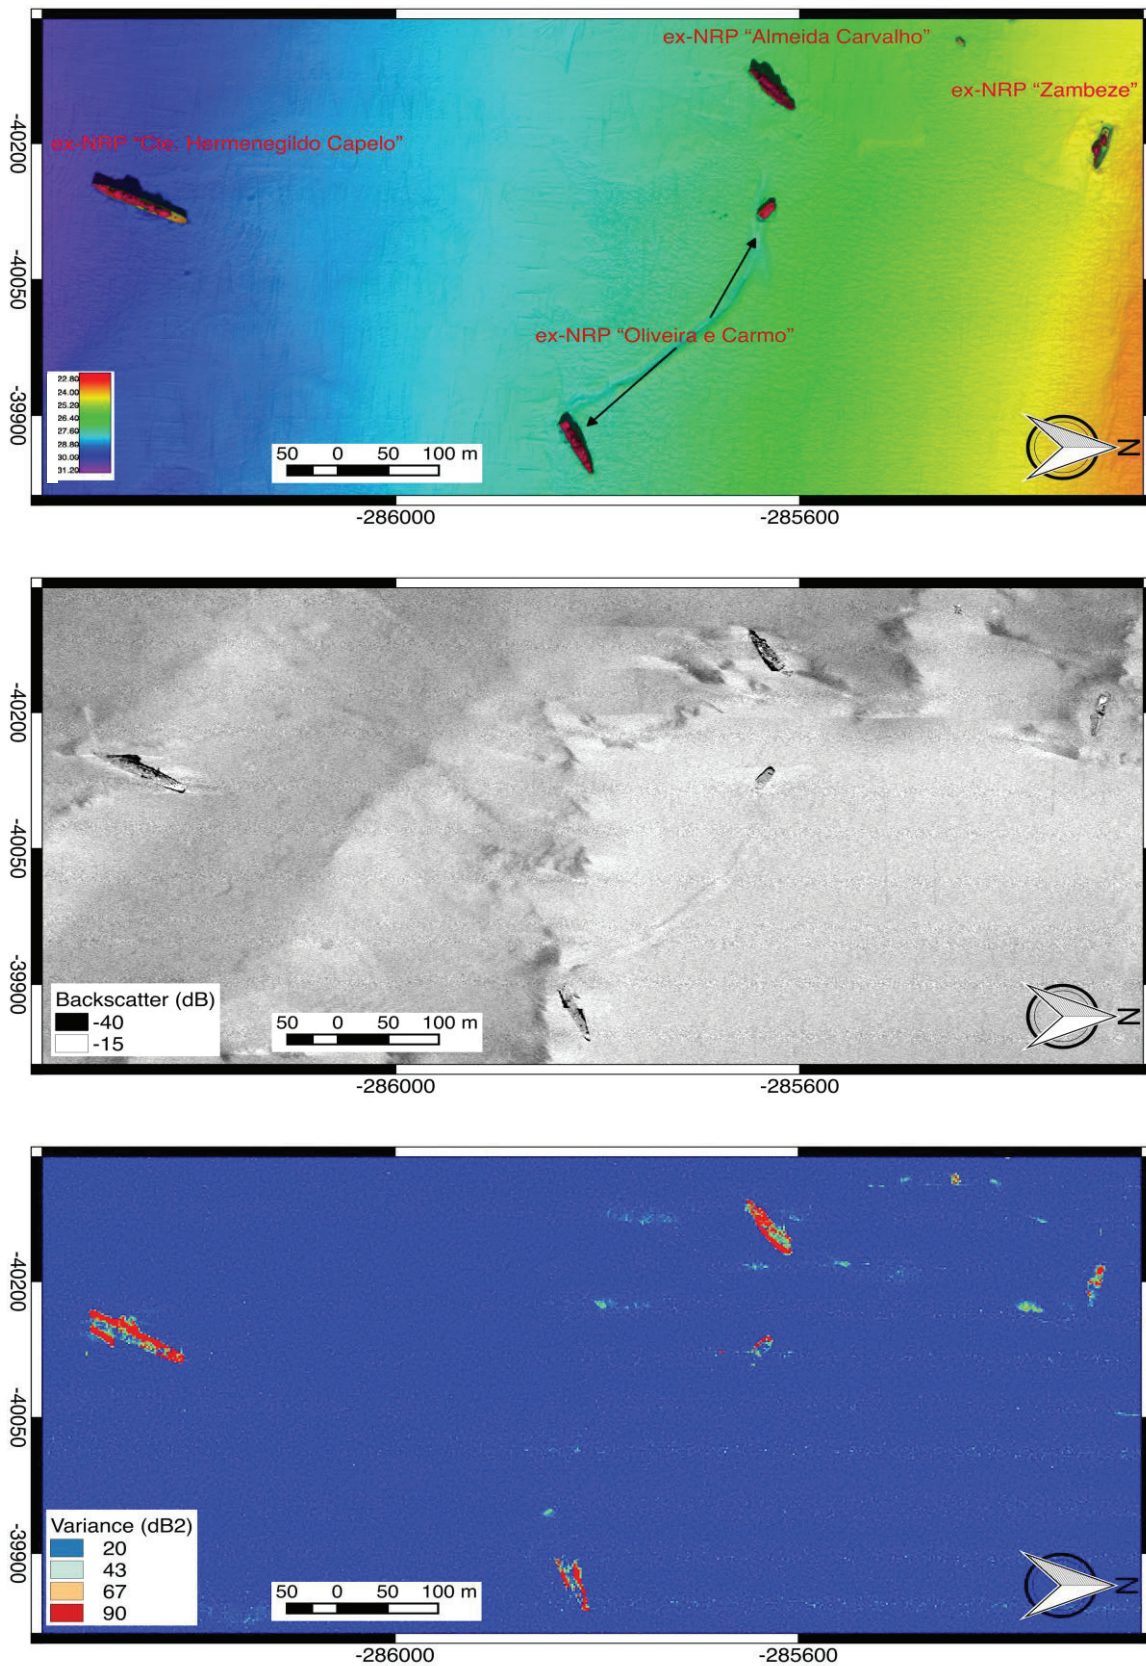 ex-NRP “Almeida Carvalho”
ex-NRP “Zambeze”
ex-NRP “Cte. Hermenegildo Capelo”
ex-NRP “Oliveira e Carmo”
-40200
-40050
-39900
22.80
24.00
25.20
26.40
27.60
28.80
30.00
31.20
50 0 50 100 m
N
-286000 -285600
-40200
-40050
-39900
Backscatter (dB)
-40
-15
50 0 50 100 m
N
-286000 -285600
-40200
-40050
-39900
Variance (dB2)
20
43
67
90
50 0 50 100 m
N
-286000 -285600